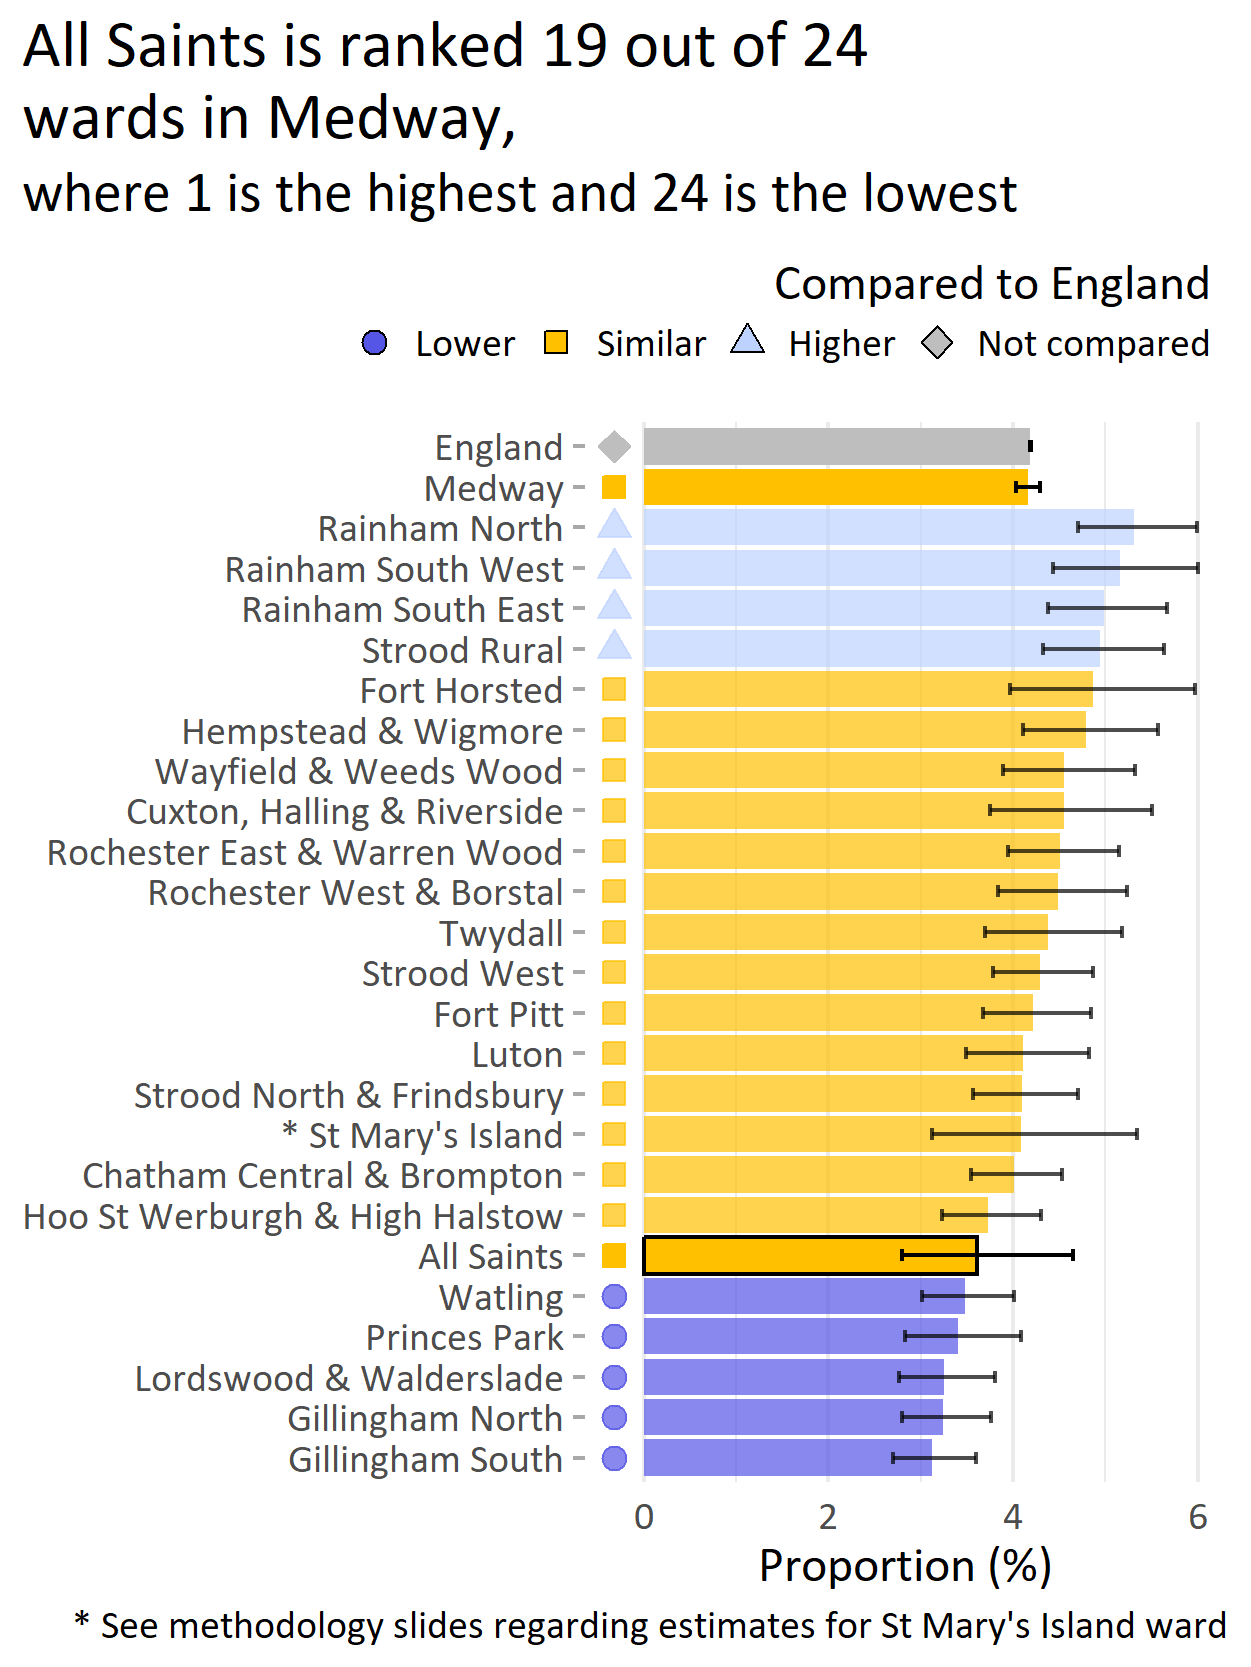 All Saints is ranked 19 out of 24
wards in Medway,
where 1 is the highest and 24 is the lowest
Compared to England
Lower Similar Higher Not compared
England
Medway
Rainham North
Rainham South West
Rainham South East
Strood Rural
Fort Horsted
Hempstead & Wigmore
Wayfield & Weeds Wood
Cuxton, Halling & Riverside
Rochester East & Warren Wood
Rochester West & Borstal
Twydall
Strood West
Fort Pitt
Luton
Strood North & Frindsbury
* St Mary's Island
Chatham Central & Brompton
Hoo St Werburgh & High Halstow
All Saints
Watling
Princes Park
Lordswood & Walderslade
Gillingham North
Gillingham South
0 2 4 6
Proportion (%)
* See methodology slides regarding estimates for St Mary's Island ward